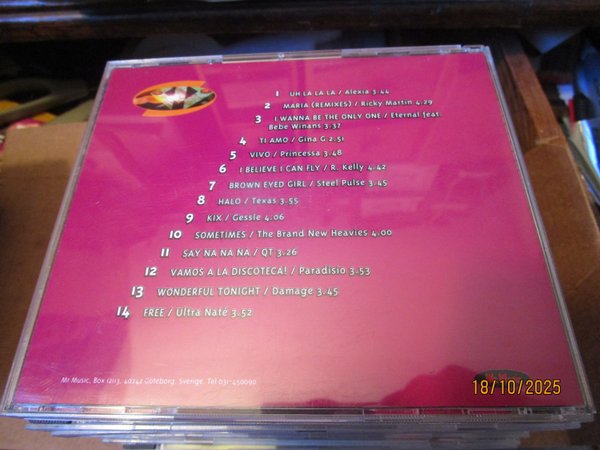 1 UH LA LA LA / Alexia 3.44
2 MARIA (REMIXES) / Ricky Martin 4.29
3 I WANNA BE THE ONLY ONE / Eternal feat.
Bebe Winans 3.37
4 TI AMO / Gina G 2.51
5 VIVO / Princessa 3.48
6 I BELIEVE I CAN FLY / R. Kelly 4.42
7 BROWN EYED GIRL / Steel Pulse 3.45
8 HALO / Texas 3.55
9 KIX / Gessle 4.06
10 SOMETIMES / The Brand New Heavies 4.00
11 SAY NA NA NA / QT 3.26
12 VAMOS A LA DISCOTECA! / Paradisio 3.53
13 WONDERFUL TONIGHT / Damage 3.45
14 FREE / Ultra Naté 3.52
Mr Music, Box 12113, 40242 Göteborg, Sverige. Tel 031-450090
18/10/2025